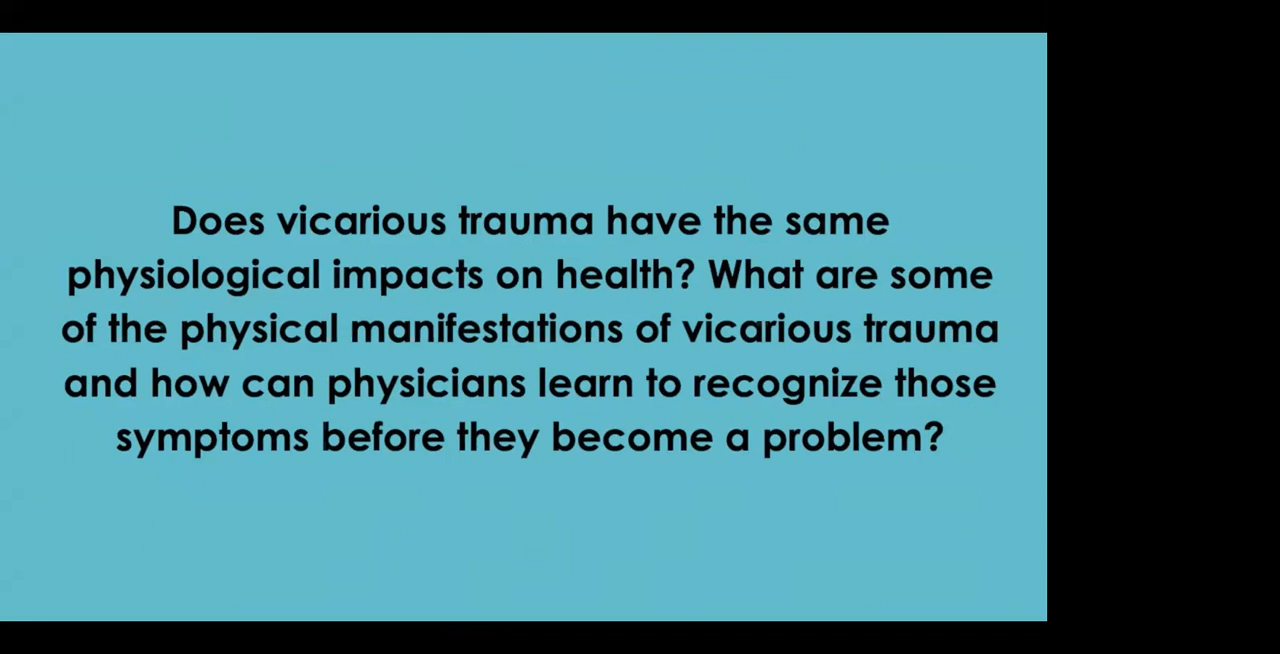 Does vicarious trauma have the same
physiological impacts on health? What are some
of the physical manifestations of vicarious trauma
and how can physicians learn to recognize those
symptoms before they become a problem?